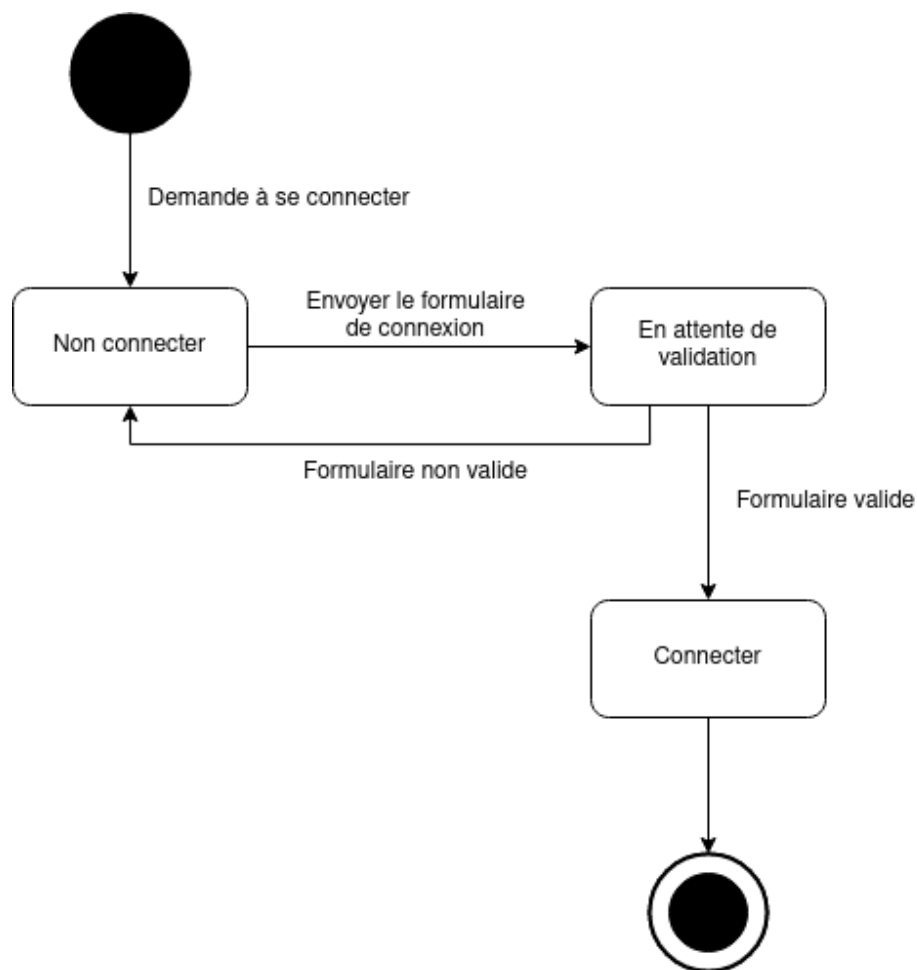 Demande à se connecter
Non connecter
Envoyer le formulaire
de connexion
En attente de
validation
Formulaire non valide
Formulaire valide
Connecter